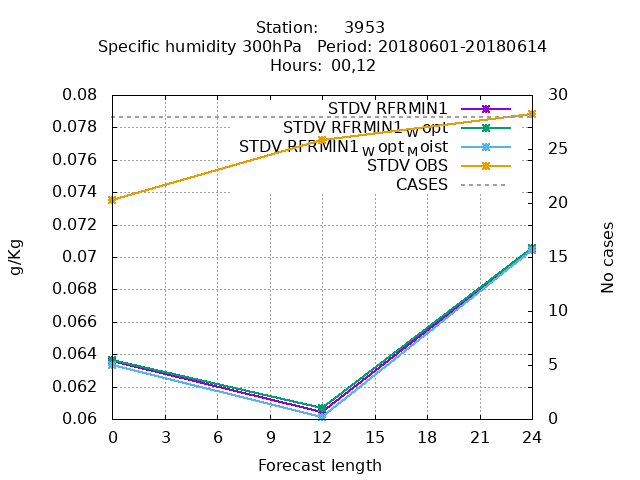 Station: 3953
Specific humidity 300hPa Period: 20180601-20180614
Hours: 00,12
0.08
0.078
0.076
0.074
0.072
0.07
0.068
0.066
0.064
0.062
0.06
30
25
20
15
10
5
0
STDV RFRMIN1
STDV RFRMIN1_W opt
STDV RFRMIN1_W opt_M oist
STDV OBS
CASES
g/Kg
No cases
0 3 6 9 12 15 18 21 24
Forecast length